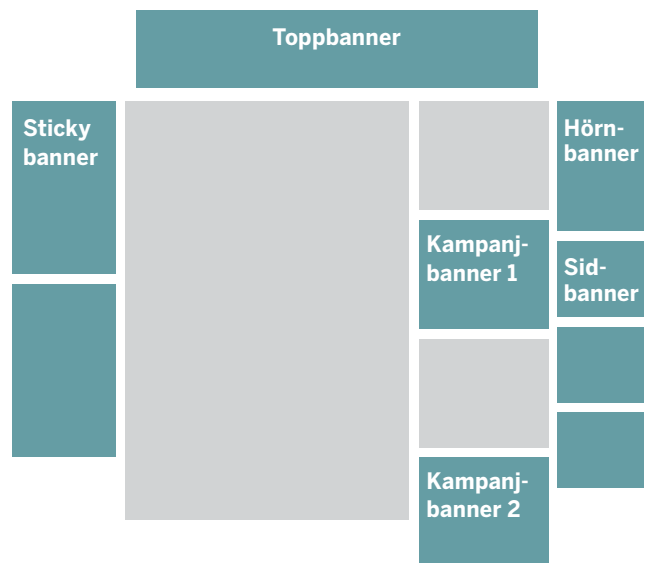 Toppbanner
Sticky
banner
Hörn-
banner
Kampanj-
banner 1
Sid-
banner
Kampanj-
banner 2